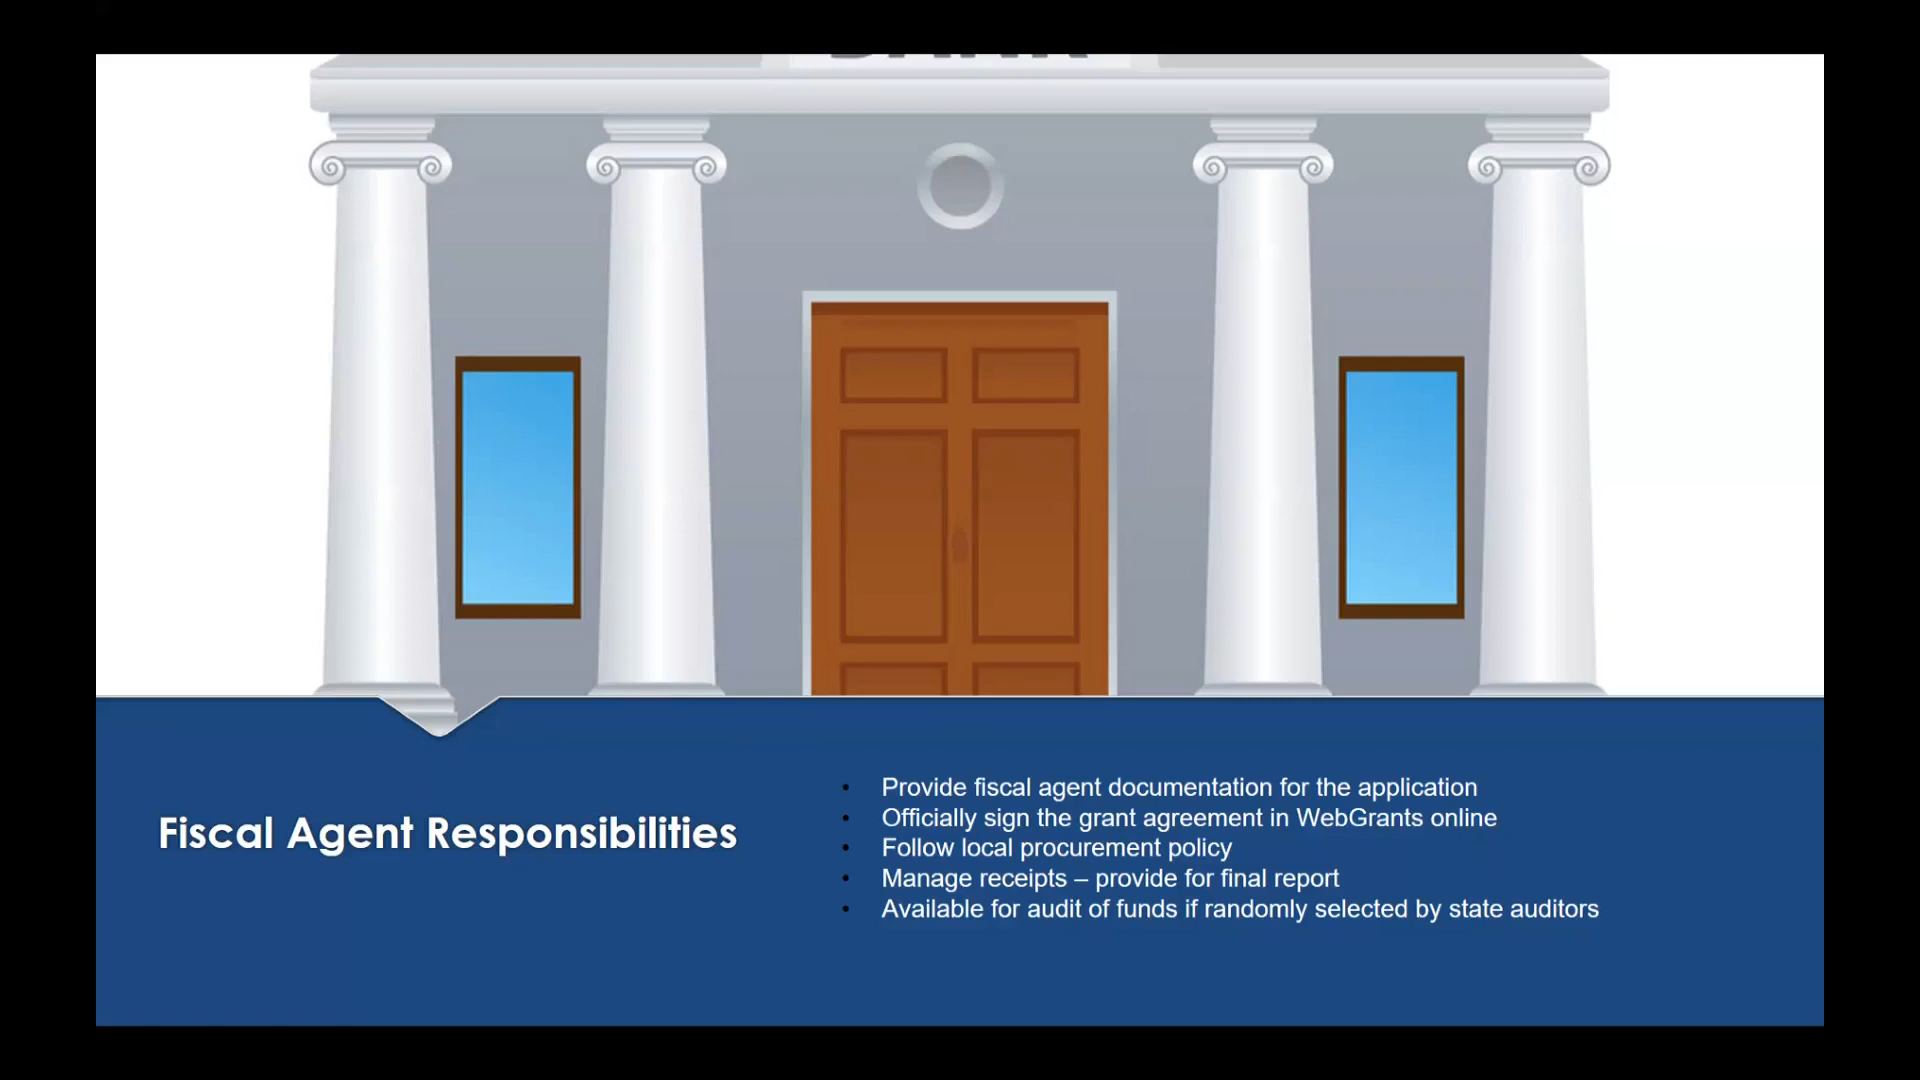 Fiscal Agent Responsibilities
• Provide fiscal agent documentation for the application
• Officially sign the grant agreement in WebGrants online
• Follow local procurement policy
• Manage receipts – provide for final report
• Available for audit of funds if randomly selected by state auditors